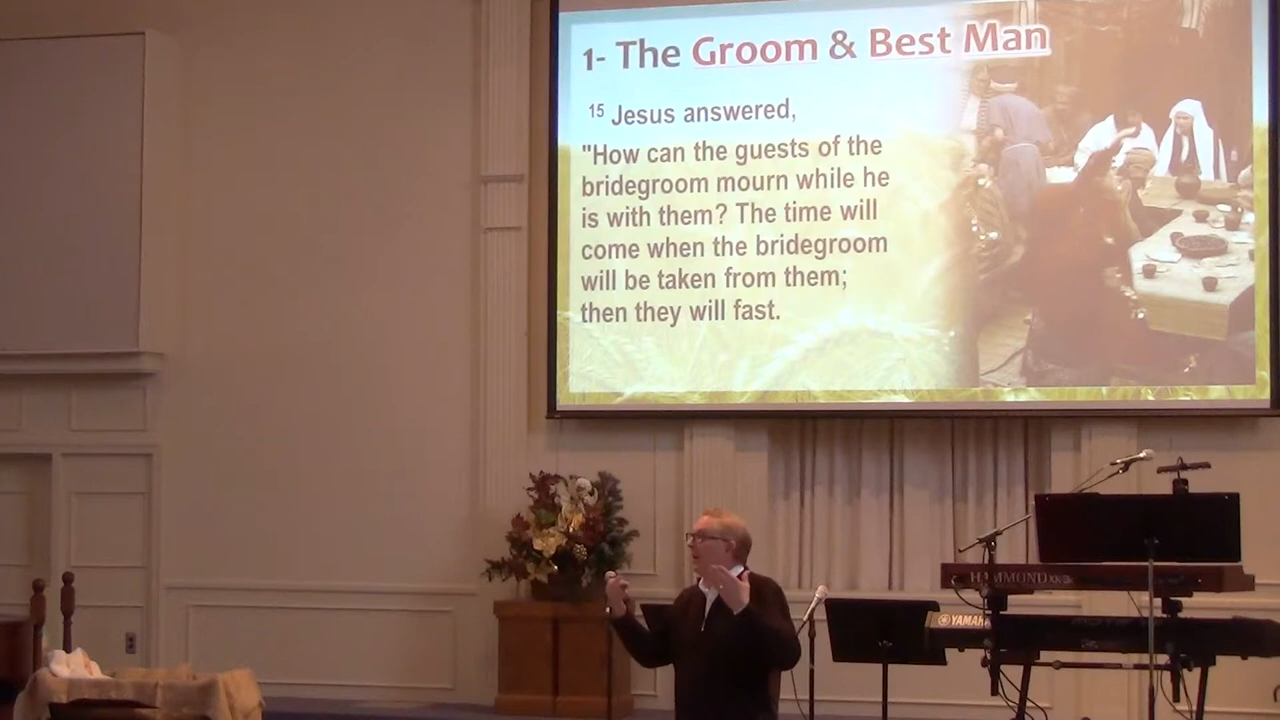 1- The Groom & Best Man
15 Jesus answered,
"How can the guests of the
bridegroom mourn while he
is with them? The time will
come when the bridegroom
will be taken from them;
then they will fast.
HAMMOND
YAMAHA